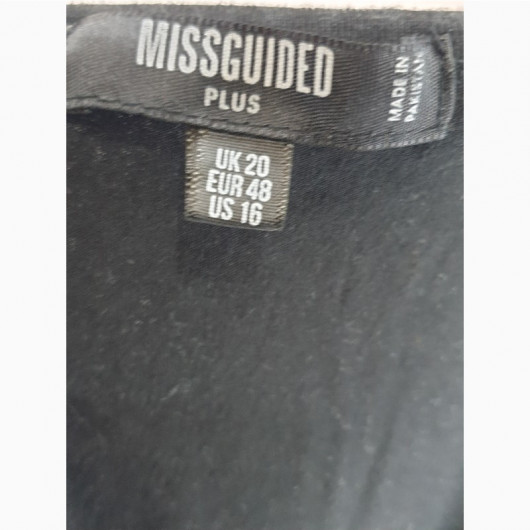 MISSGUIDED
PLUS
MADE IN
PAKISTAN
UK 20
EUR 48
US 16